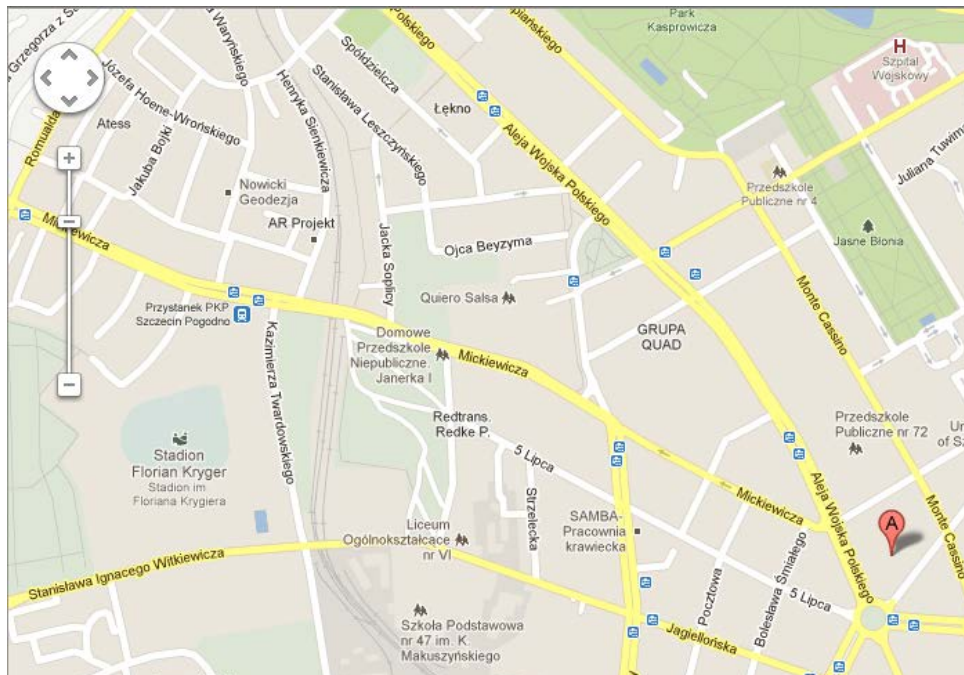 Park
Kasprowicza
H
Szpital
Wojskowy
Spółdzielcza
Józefa Hoene-Wrońskiego
Henryka Sienkiewicza
Stanisława Leszczyńskiego
Łękno
Aleja Wojska Polskiego
Atess
Jakuba Bojki
Juliana Tuwima
Przedszkole
Publiczne nr 4
Nowicki
Geodezja
AR Projekt
Mickiewicza
Jacka Soplicy
Ojca Beyzyma
Jasne Błonia
Quiero Salsa
Monte Cassino
Przystanek PKP
Szczecin Pogodno
GRUPA
QUAD
Domowe
Przedszkole
Niepubliczne.
Janerka I
Mickiewicza
Kazimierza Twardowskiego
Redtrans.
Redke P.
Przedszkole
Publiczne nr 72
5 Lipca
Stadion
Florian Kryger
Stadion im
Floriana Krygiera
Strzelecka
Mickiewicza
Aleja Wojska Polskiego
Monte Cassino
A
SAMBA-
Pracownia
krawiecka
Liceum
Ogólnokształcące
nr VI
Stanisława Ignacego Witkiewicza
Pocztowa
Bolesława Śmiałego
5 Lipca
Szkoła Podstawowa
nr 47 im. K.
Makuszyńskiego
Jagiellońska